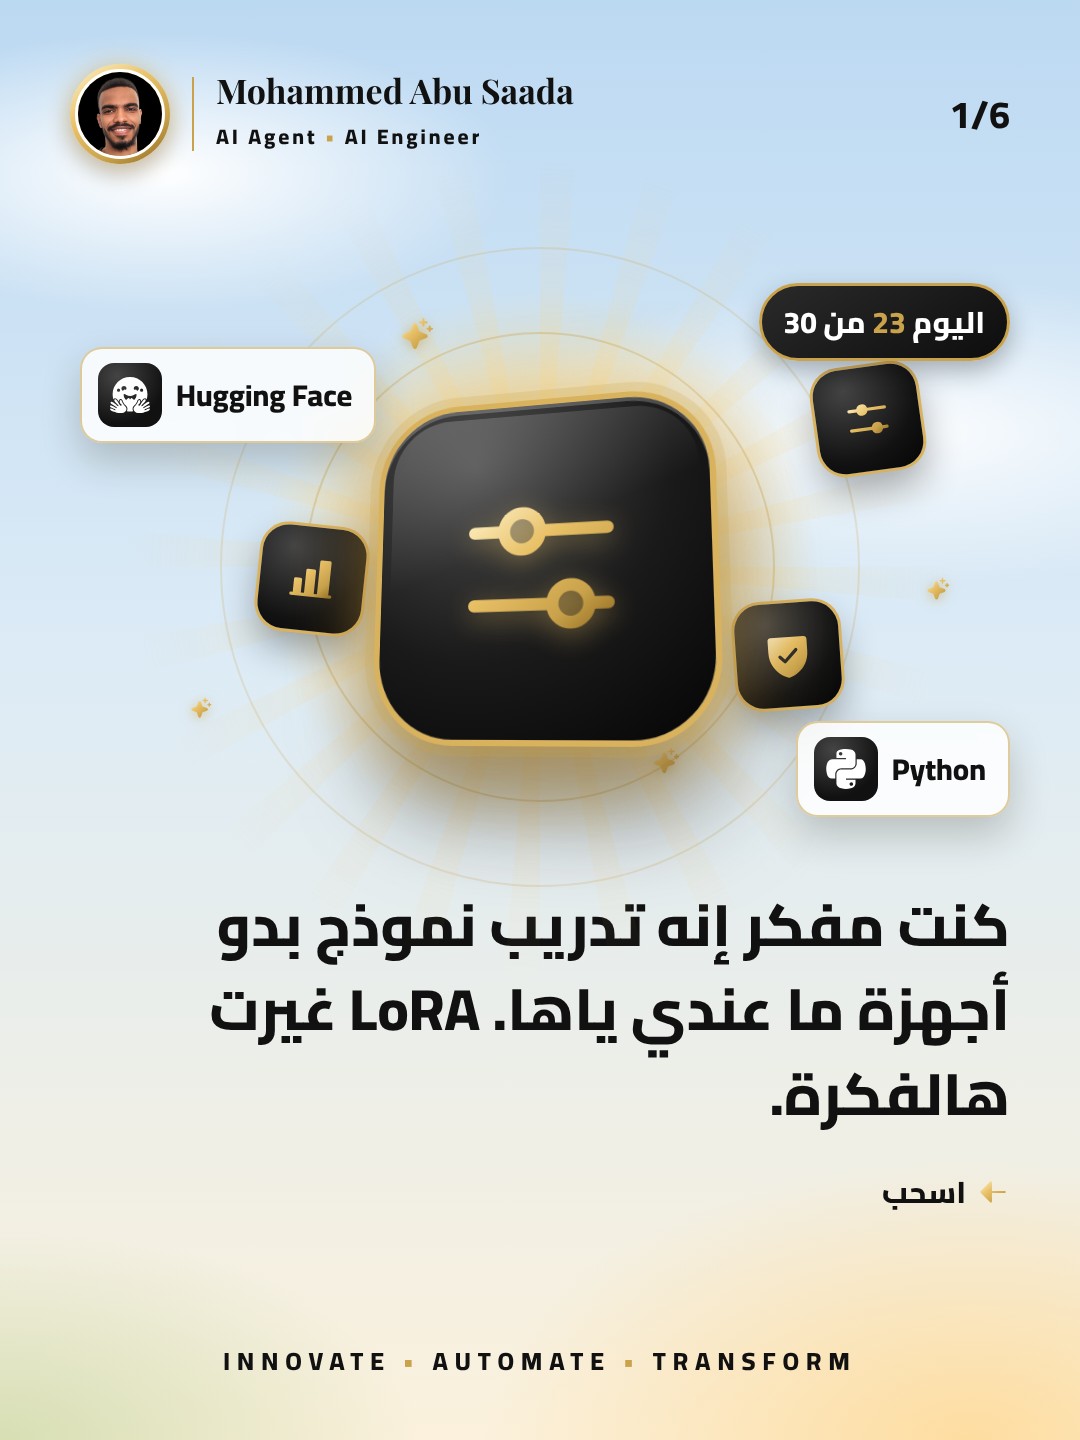 Mohammed Abu Saada
AI Agent ▪ AI Engineer
1/6
اليوم 23 من 30
Hugging Face
Python
كنت مفكر إنه تدريب نموذج بدو
أجهزة ما عندي ياها. LoRA غيرت
هالفكرة.
اسحب
INNOVATE ▪ AUTOMATE ▪ TRANSFORM